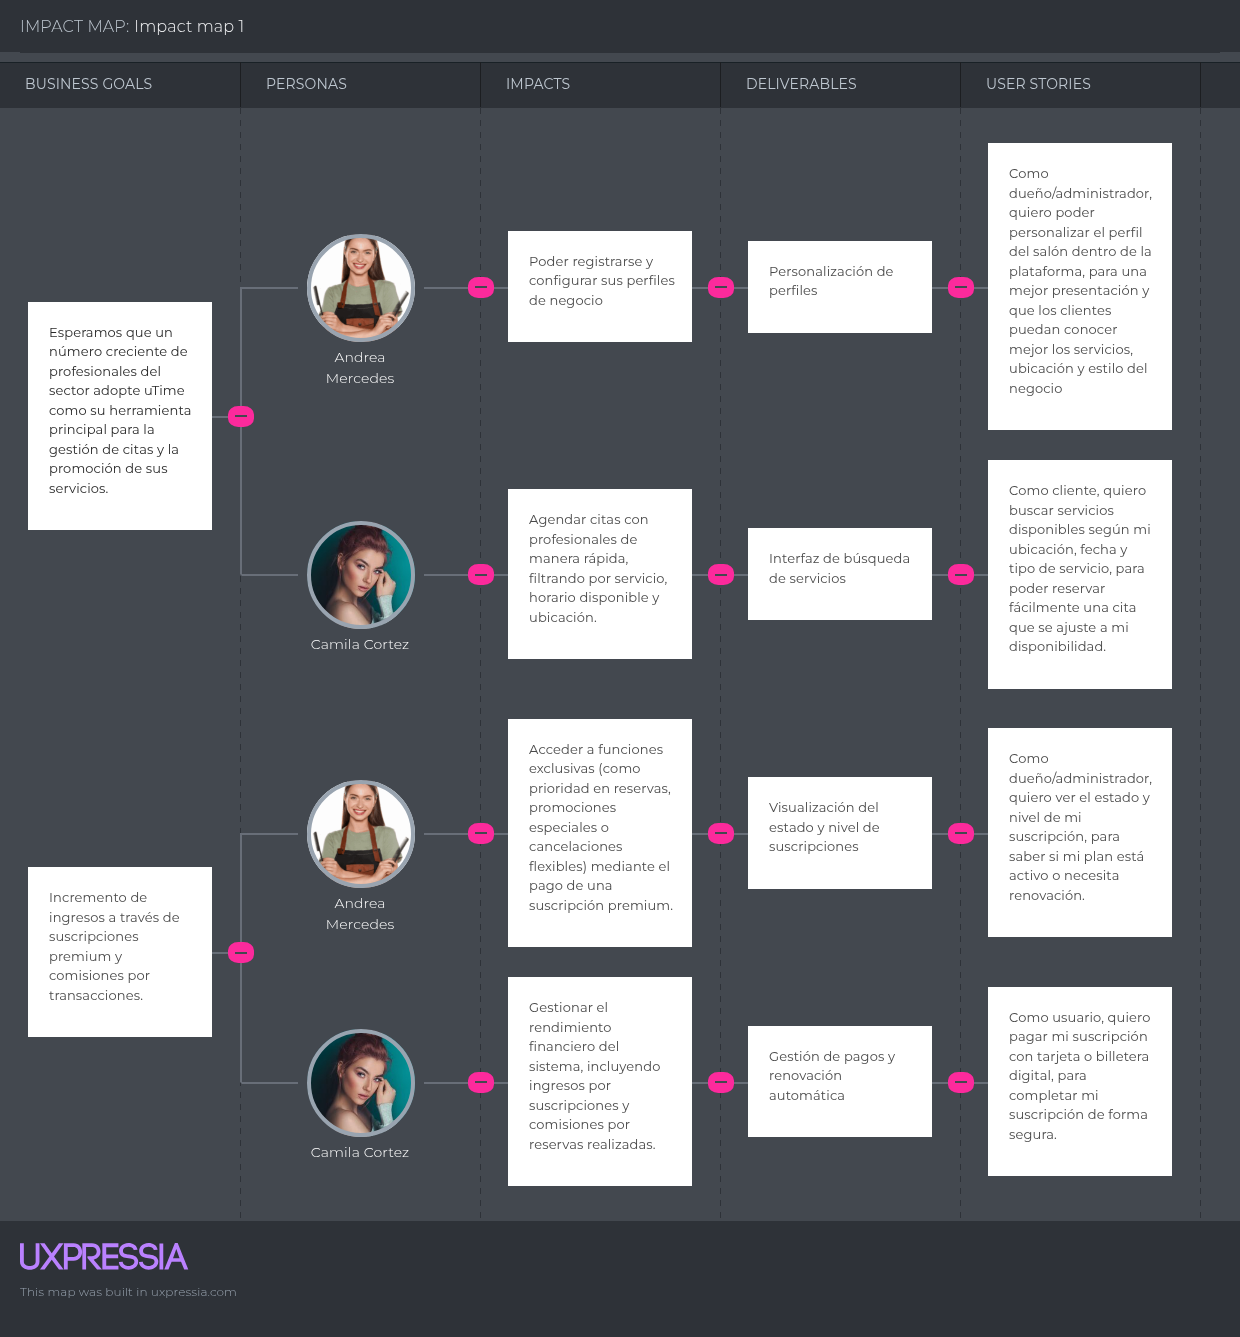 IMPACT MAP: Impact map 1
BUSINESS GOALS
PERSONAS
IMPACTS
DELIVERABLES
USER STORIES
Esperamos que un
número creciente de
profesionales del
sector adopte uTime
como su herramienta
principal para la
gestión de citas y la
promoción de sus
servicios.
Andrea
Mercedes
Poder registrarse y
configurar sus perfiles
de negocio
Personalización de
perfiles
Como
dueño/administrador,
quiero poder
personalizar el perfil
del salón dentro de la
plataforma, para una
mejor presentación y
que los clientes
puedan conocer
mejor los servicios,
ubicación y estilo del
negocio
Camila Cortez
Agendar citas con
profesionales de
manera rápida,
filtrando por servicio,
horario disponible y
ubicación.
Interfaz de búsqueda
de servicios
Como cliente, quiero
buscar servicios
disponibles según mi
ubicación, fecha y
tipo de servicio, para
poder reservar
fácilmente una cita
que se ajuste a mi
disponibilidad.
Incremento de
ingresos a través de
suscripciones
premium y
comisiones por
transacciones.
Andrea
Mercedes
Acceder a funciones
exclusivas (como
prioridad en reservas,
promociones
especiales o
cancelaciones
flexibles) mediante el
pago de una
suscripción premium.
Visualización del
estado y nivel de
suscripciones
Como
dueño/administrador,
quiero ver el estado y
nivel de mi
suscripción, para
saber si mi plan está
activo o necesita
renovación.
Camila Cortez
Gestionar el
rendimiento
financiero del
sistema, incluyendo
ingresos por
suscripciones y
comisiones por
reservas realizadas.
Gestión de pagos y
renovación
automática
Como usuario, quiero
pagar mi suscripción
con tarjeta o billetera
digital, para
completar mi
suscripción de forma
segura.
UXPRESSIA
This map was built in uxpressia.com